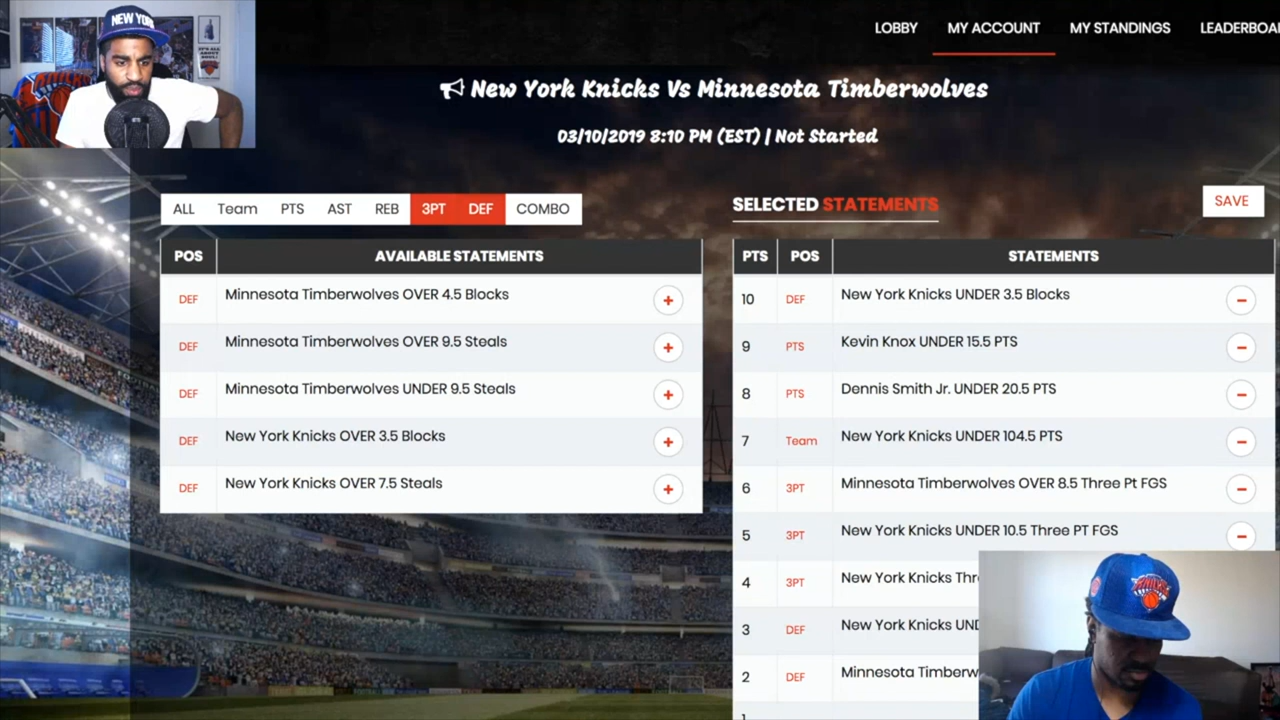 NEW YORK
LOBBY MY ACCOUNT MY STANDINGS LEADERBOA
New York Knicks Vs Minnesota Timberwolves
03/10/2019 8:10 PM (EST) | Not Started
ALL Team PTS AST REB 3PT DEF COMBO
SELECTED STATEMENTS
SAVE
POS AVAILABLE STATEMENTS
DEF Minnesota Timberwolves OVER 4.5 Blocks
DEF Minnesota Timberwolves OVER 9.5 Steals
DEF Minnesota Timberwolves UNDER 9.5 Steals
DEF New York Knicks OVER 3.5 Blocks
DEF New York Knicks OVER 7.5 Steals
PTS POS STATEMENTS
10 DEF New York Knicks UNDER 3.5 Blocks
9 PTS Kevin Knox UNDER 15.5 PTS
8 PTS Dennis Smith Jr. UNDER 20.5 PTS
7 Team New York Knicks UNDER 104.5 PTS
6 3PT Minnesota Timberwolves OVER 8.5 Three Pt FGS
5 3PT New York Knicks UNDER 10.5 Three PT FGS
4 3PT New York Knicks Thr
3 DEF New York Knicks UND
2 DEF Minnesota Timberw
1